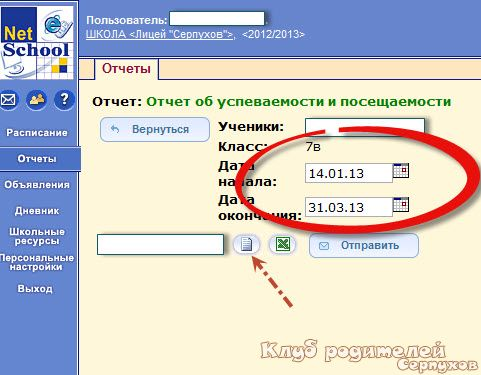 Net
School
Пользователь:
ШКОЛА <Лицей "Серпухов">, <2012/2013>
Отчеты
Расписание
Отчеты
Объявления
Дневник
Школьные
ресурсы
Персональные
настройки
Выход
Отчет: Отчет об успеваемости и посещаемости
Вернуться
Ученики:
Класс: 7в
Дата
начала: 14.01.13
Дата
окончения: 31.03.13
Отправить
Клуб родителей
Серпухов